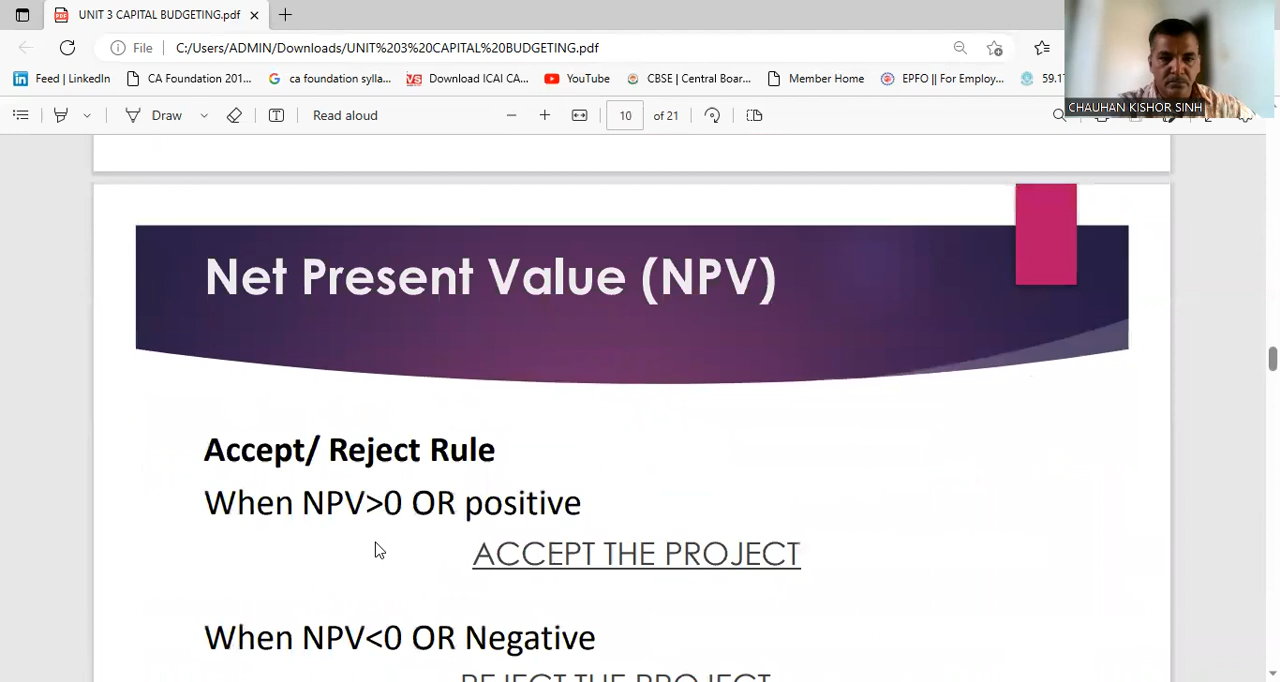 UNIT 3 CAPITAL BUDGETING.pdf
File
C:/Users/ADMIN/Downloads/UNIT%203%20CAPITAL%20BUDGETING.pdf
Feed | LinkedIn
CA Foundation 201...
ca foundation sylla...
Download ICAI CA...
YouTube
CBSE | Central Boar...
Member Home
EPFO || For Employ...
59.1
CHAUHAN KISHOR SINH
Draw
Read aloud
10 of 21
Net Present Value (NPV)
Accept/ Reject Rule
When NPV>0 OR positive
ACCEPT THE PROJECT
When NPV<0 OR Negative
REJECT THE PROJECT